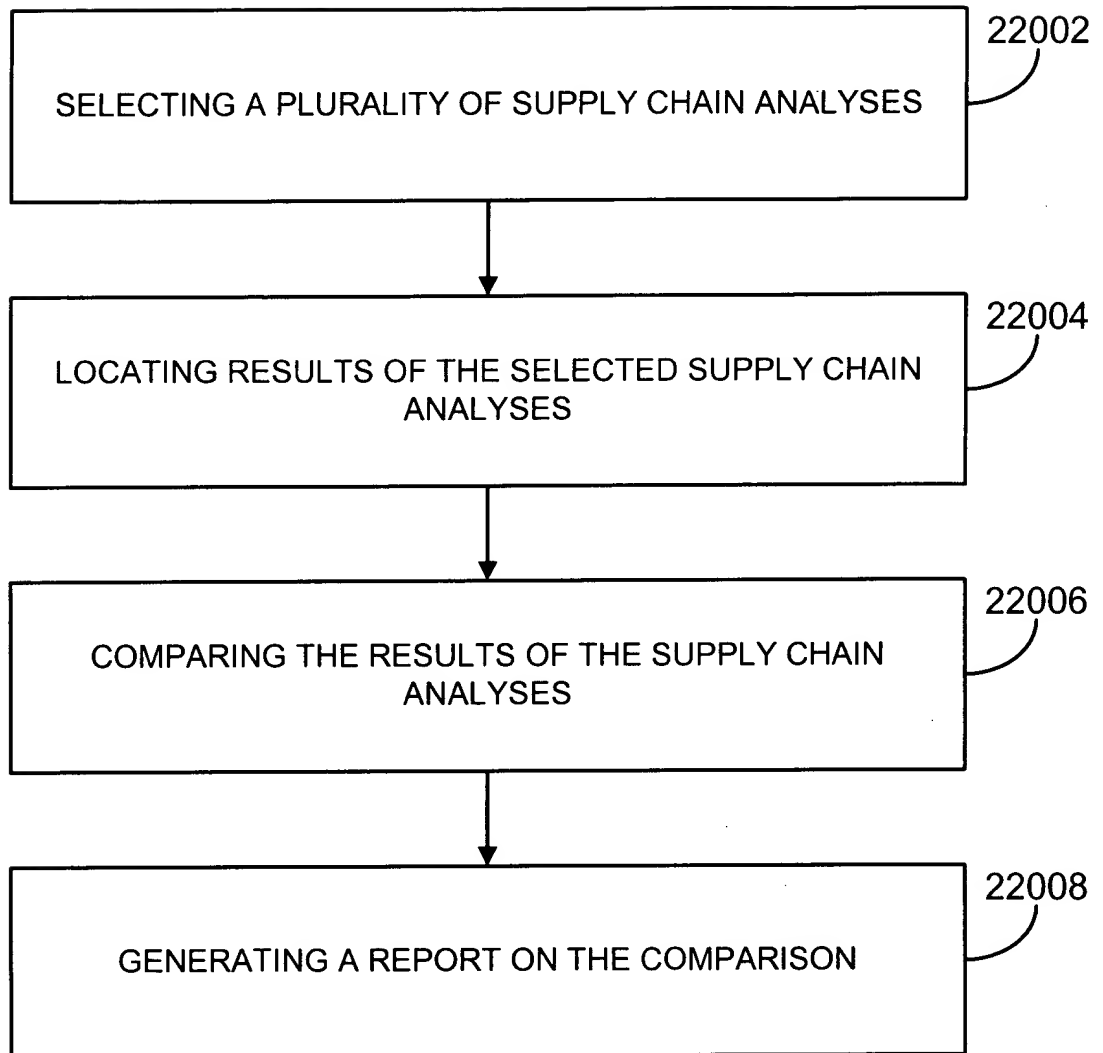 22002
SELECTING A PLURALITY OF SUPPLY CHAIN ANALYSES
22004
LOCATING RESULTS OF THE SELECTED SUPPLY CHAIN
ANALYSES
22006
COMPARING THE RESULTS OF THE SUPPLY CHAIN
ANALYSES
22008
GENERATING A REPORT ON THE COMPARISON